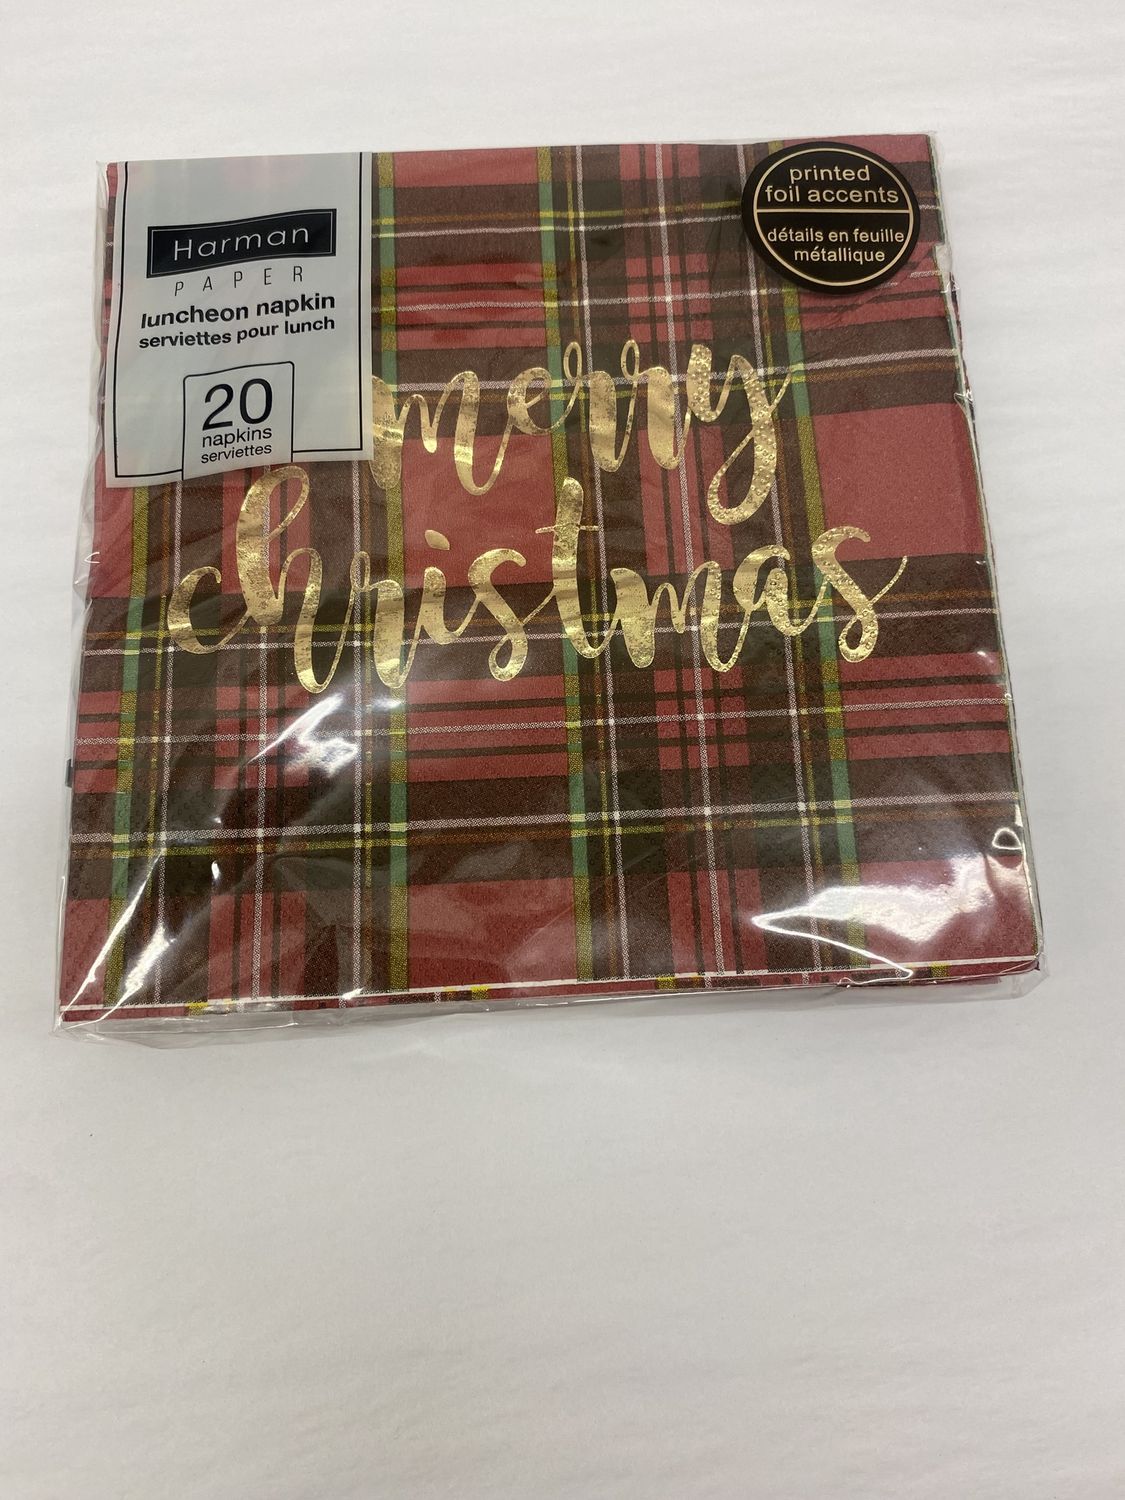 Harman
PAPER
luncheon napkin
serviettes pour lunch
20
napkins
serviettes
printed
foil accents
détails en feuille
métallique
merry
christmas